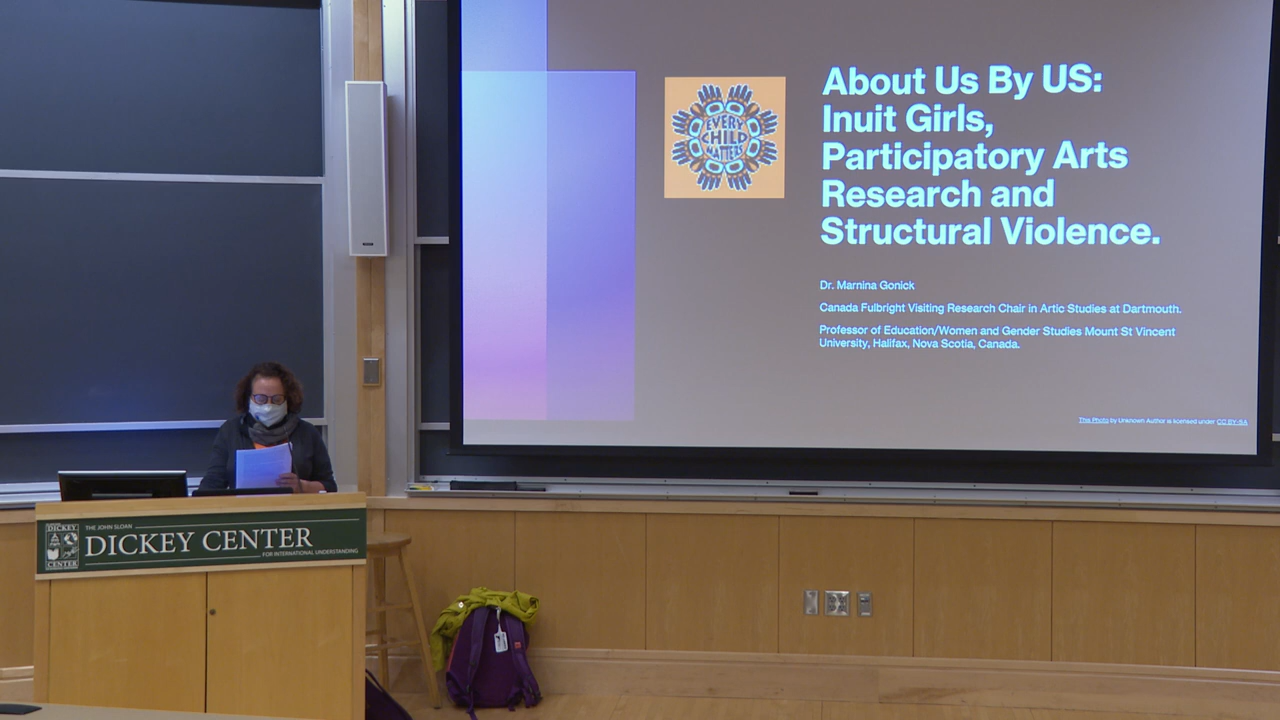 About Us By US:
Inuit Girls,
Participatory Arts
Research and
Structural Violence.
EVERY
CHILD
MATTERS
Dr. Marnina Gonick
Canada Fulbright Visiting Research Chair in Artic Studies at Dartmouth.
Professor of Education/Women and Gender Studies Mount St Vincent
University, Halifax, Nova Scotia, Canada.
This Photo by Unknown Author is licensed under CC BY-SA
THE JOHN SLOAN
DICKEY CENTER
FOR INTERNATIONAL UNDERSTANDING
DICKEY
CENTER